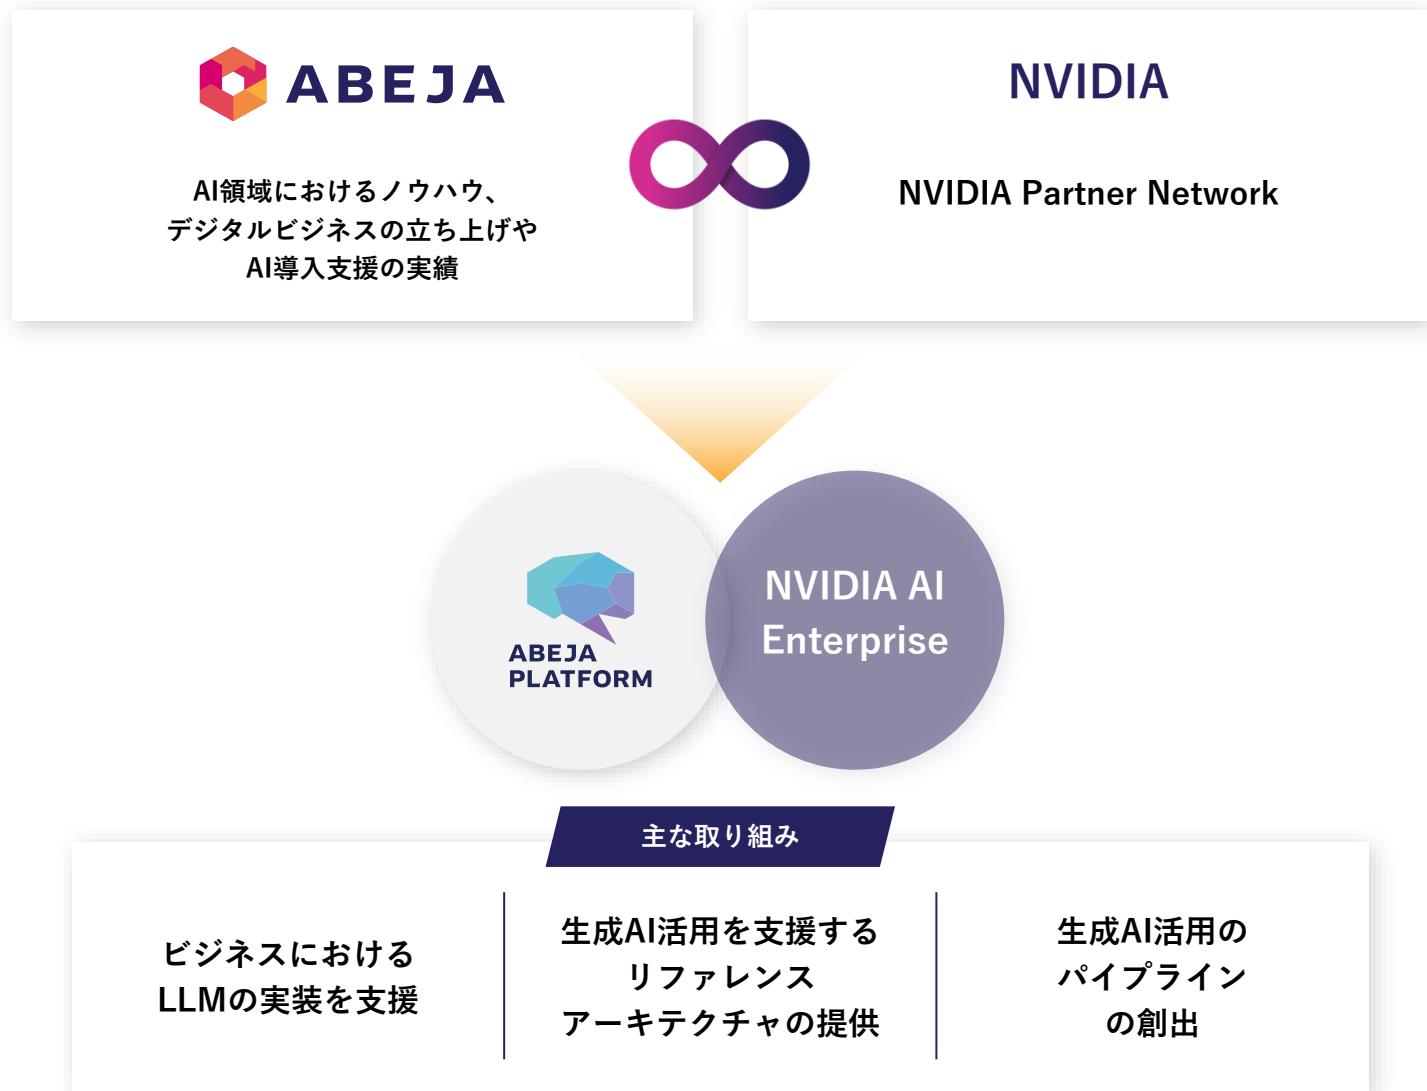 ABEJA
AI領域におけるノウハウ、
デジタルビジネスの立ち上げや
AI導入支援の実績
NVIDIA
NVIDIA Partner Network
ABEJA
PLATFORM
NVIDIA AI
Enterprise
主な取り組み
ビジネスにおける
LLMの実装を支援
生成AI活用を支援する
リファレンス
アーキテクチャの提供
生成AI活用の
パイプライン
の創出